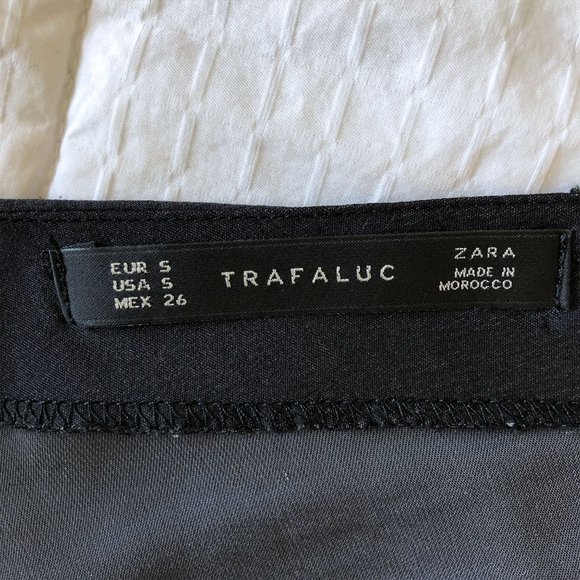 EUR S
USA S
MEX 26
TRAFALUC
ZARA
MADE IN
MOROCCO